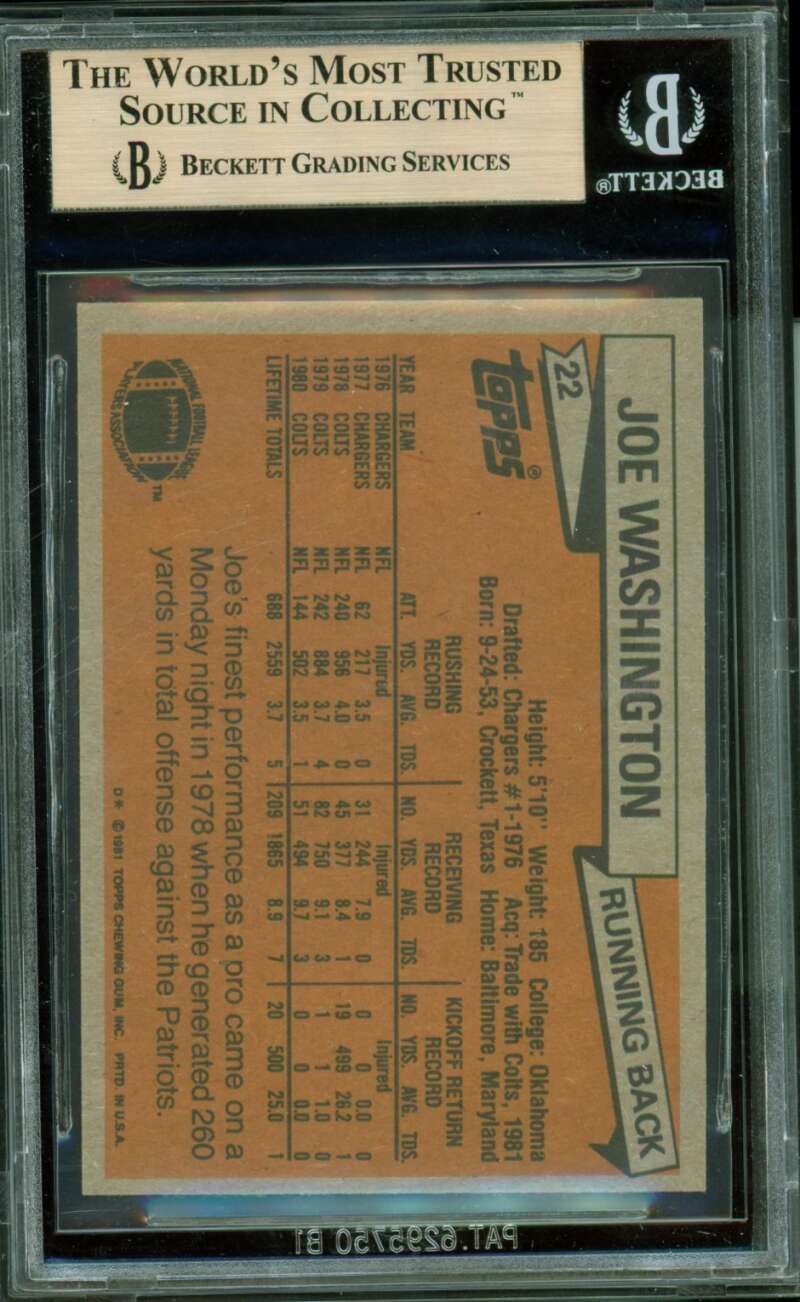 THE WORLD'S MOST TRUSTED
SOURCE IN COLLECTING™
B BECKETT GRADING SERVICES
B
BECKETT®
JOE WASHINGTON
RUNNING BACK
22
topps®
Height: 5'10" Weight: 185 College: Oklahoma
Drafted: Chargers #1-1976 Acq: Trade with Colts, 1981
Born: 9-24-53, Crockett, Texas Home: Baltimore, Maryland
RUSHING RECORD RECEIVING RECORD KICKOFF RETURN RECORD
YEAR TEAM ATT. YDS. AVG. TDS. NO. YDS. AVG. TDS. NO. YDS. AVG. TDS.
1976 CHARGERS NFL Injured Injured Injured
1977 CHARGERS NFL 62 217 3.5 0 31 244 7.9 0 0 0 0.0 0
1978 COLTS NFL 240 956 4.0 0 45 377 8.4 1 19 499 26.2 1
1979 COLTS NFL 242 884 3.7 4 82 750 9.1 3 1 1 1.0 0
1980 COLTS NFL 144 502 3.5 1 51 494 9.7 3 0 0 0.0 0
LIFETIME TOTALS 688 2559 3.7 5 209 1865 8.9 7 20 500 25.0 1
NATIONAL FOOTBALL LEAGUE PLAYERS ASSOCIATION™
Joe's finest performance as a pro came on a
Monday night in 1978 when he generated 260
yards in total offense against the Patriots.
D* © 1981 TOPPS CHEWING GUM, INC. PRTD. IN U.S.A.
PAT. 6295750 B1